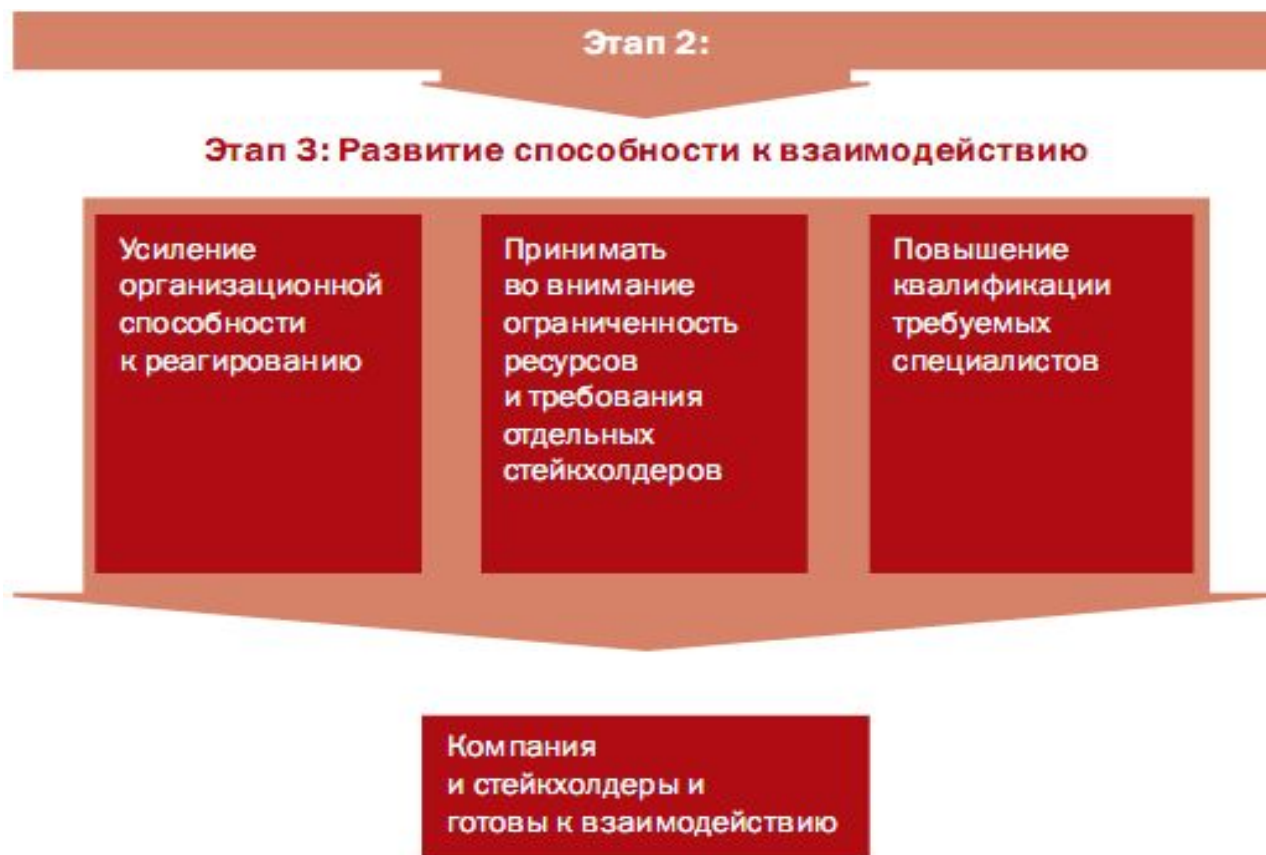 Этап 2:
Этап 3: Развитие способности к взаимодействию
Усиление
организационной
способности
к реагированию
Принимать
во внимание
ограниченность
ресурсов
и требования
отдельных
стейкхолдеров
Повышение
квалификации
требуемых
специалистов
Компания
и стейкхолдеры и
готовы к взаимодействию